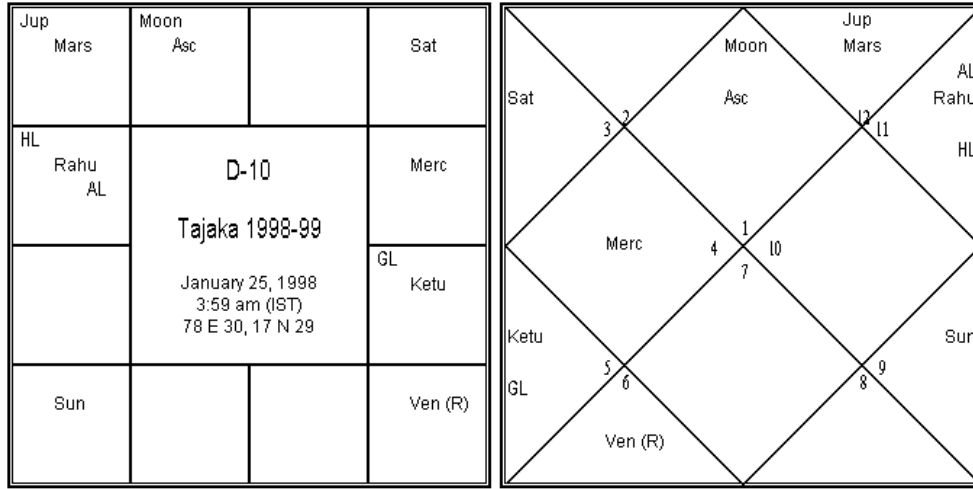 Jup
Mars
Moon
Asc
Sat
HL
Rahu
AL
D-10
Tajaka 1998-99
January 25, 1998
3:59 am (IST)
78 E 30, 17 N 29
Merc
GL
Ketu
Sun
Ven (R)
Jup
Moon
Mars
AL
Sat
Asc
Rahu
2
12
3
11
HL
1
Merc
4
10
7
Ketu
Sun
5
9
GL
6
8
Ven (R)